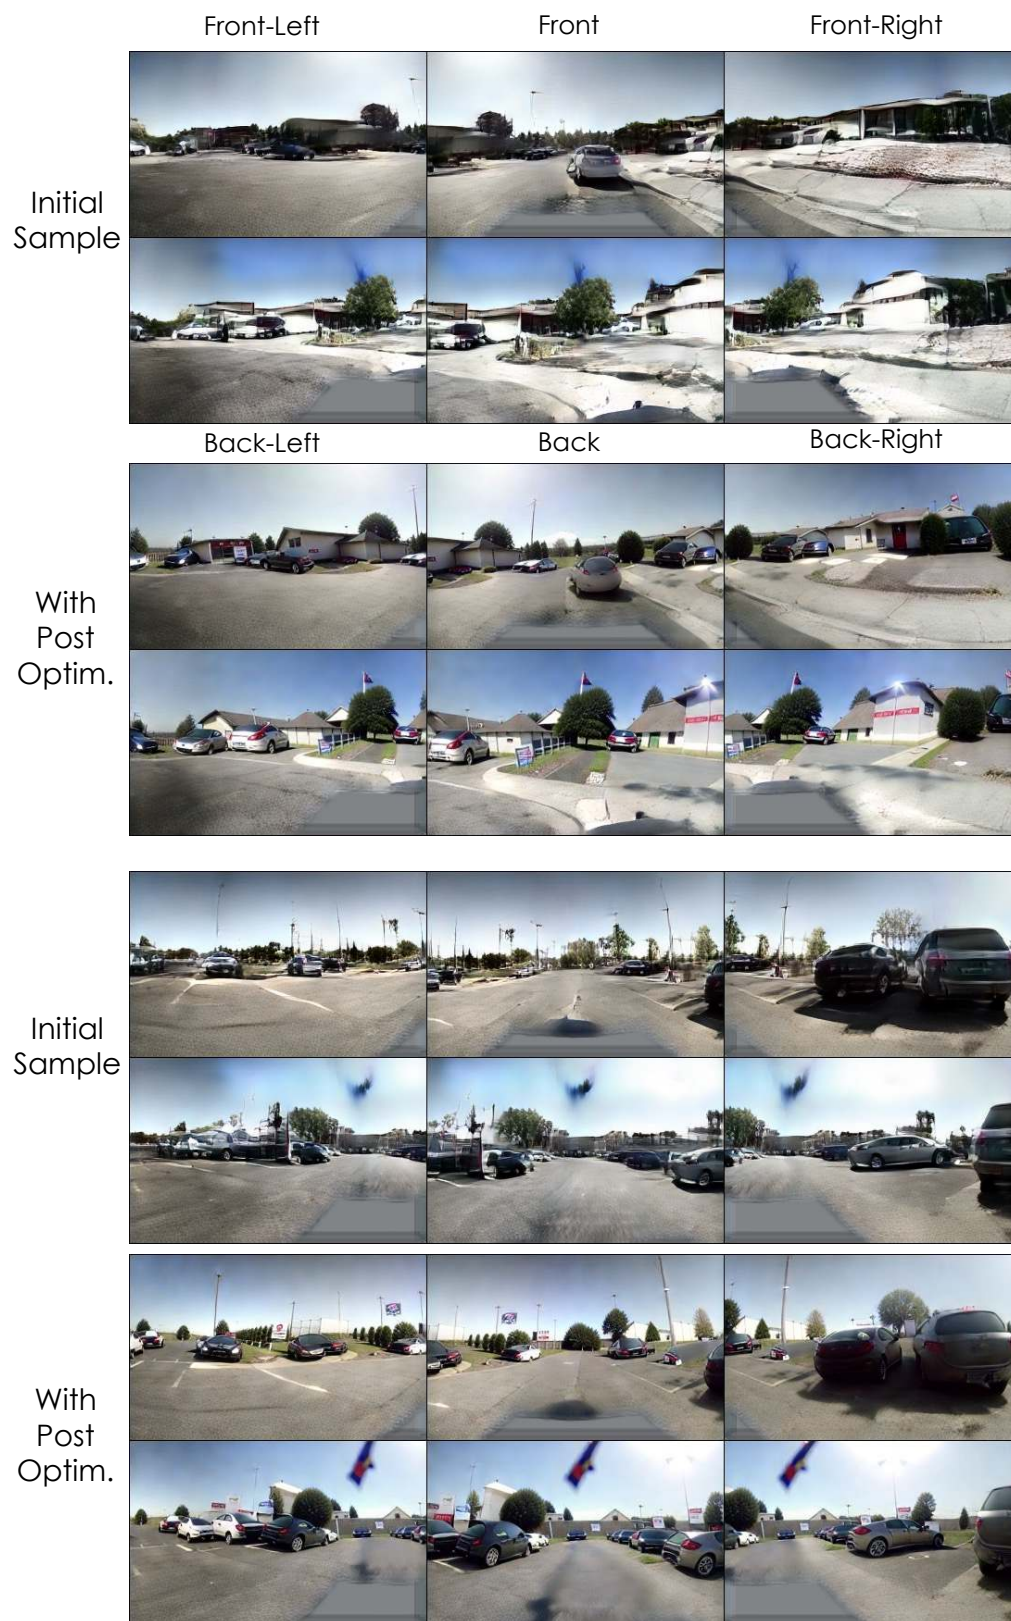 Front-Left Front Front-Right
Initial
Sample
Back-Left Back Back-Right
With
Post
Optim.
Initial
Sample
With
Post
Optim.